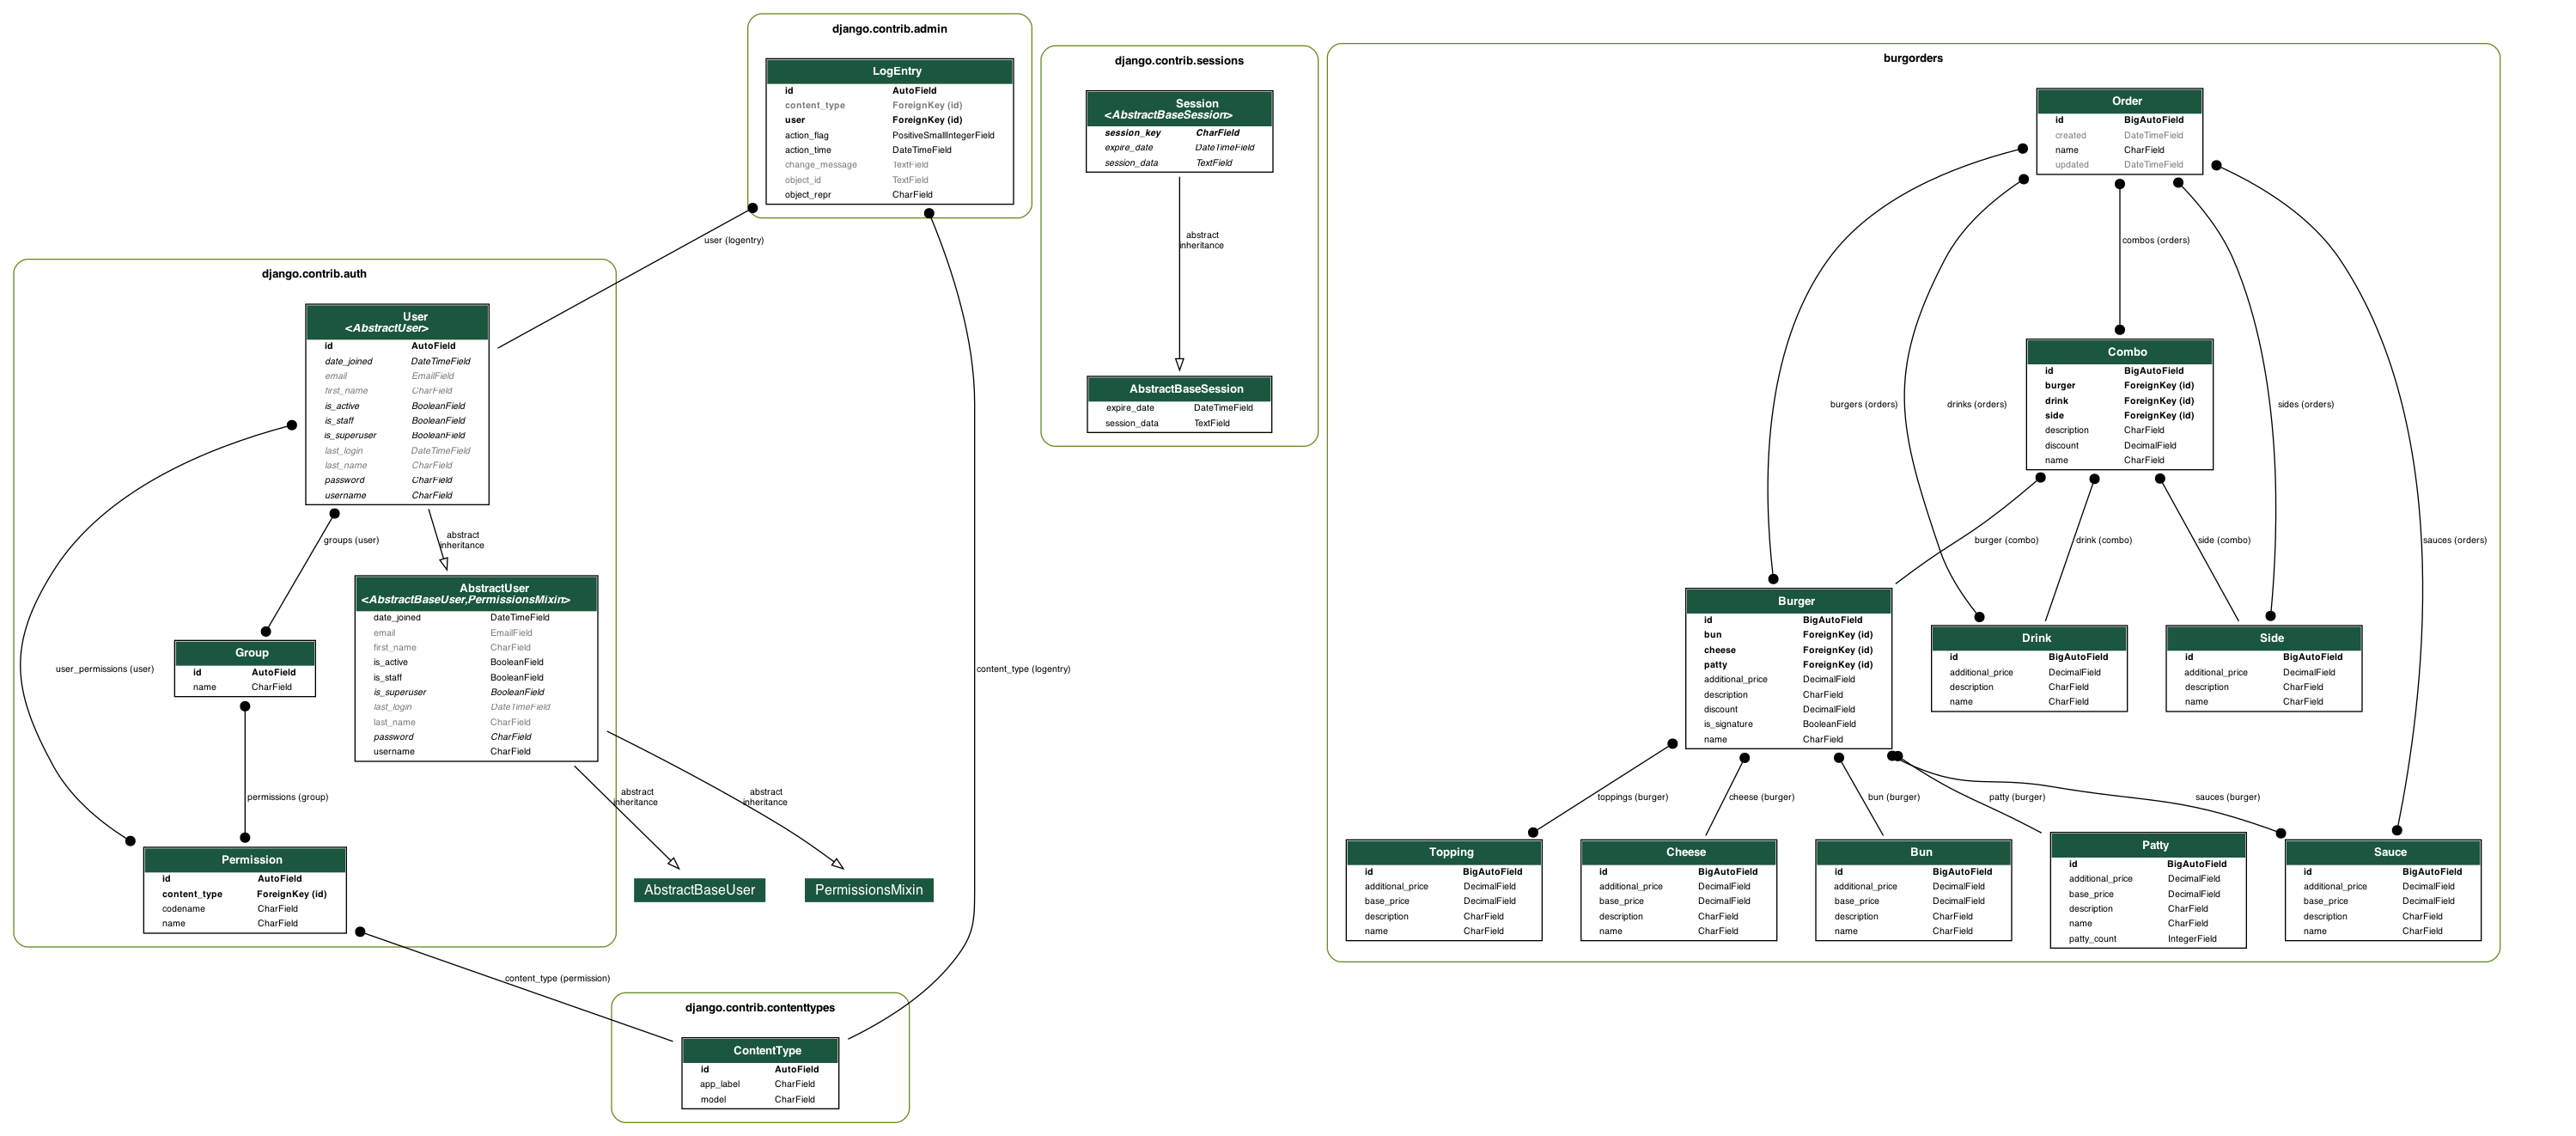 django.contrib.admin
LogEntry
id AutoField
content_type ForeignKey (id)
user ForeignKey (id)
action_flag PositiveSmallIntegerField
action_time DateTimeField
change_message TextField
object_id TextField
object_repr CharField
user (logentry)
content_type (logentry)
django.contrib.auth
User
<AbstractUser>
id AutoField
date_joined DateTimeField
email EmailField
first_name CharField
is_active BooleanField
is_staff BooleanField
is_superuser BooleanField
last_login DateTimeField
last_name CharField
password CharField
username CharField
groups (user)
abstract
inheritance
user_permissions (user)
AbstractUser
<AbstractBaseUser,PermissionsMixin>
date_joined DateTimeField
email EmailField
first_name CharField
is_active BooleanField
is_staff BooleanField
is_superuser BooleanField
last_login DateTimeField
last_name CharField
password CharField
username CharField
Group
id AutoField
name CharField
permissions (group)
abstract
inheritance
abstract
inheritance
Permission
id AutoField
content_type ForeignKey (id)
codename CharField
name CharField
AbstractBaseUser
PermissionsMixin
content_type (permission)
django.contrib.contenttypes
ContentType
id AutoField
app_label CharField
model CharField
django.contrib.sessions
Session
<AbstractBaseSession>
session_key CharField
expire_date DateTimeField
session_data TextField
abstract
inheritance
AbstractBaseSession
expire_date DateTimeField
session_data TextField
burgorders
Order
id BigAutoField
created DateTimeField
name CharField
updated DateTimeField
combos (orders)
burgers (orders)
drinks (orders)
sides (orders)
sauces (orders)
Combo
id BigAutoField
burger ForeignKey (id)
drink ForeignKey (id)
side ForeignKey (id)
description CharField
discount DecimalField
name CharField
burger (combo)
drink (combo)
side (combo)
Burger
id BigAutoField
bun ForeignKey (id)
cheese ForeignKey (id)
patty ForeignKey (id)
additional_price DecimalField
description CharField
discount DecimalField
is_signature BooleanField
name CharField
Drink
id BigAutoField
additional_price DecimalField
description CharField
name CharField
Side
id BigAutoField
additional_price DecimalField
description CharField
name CharField
toppings (burger)
cheese (burger)
bun (burger)
patty (burger)
sauces (burger)
Topping
id BigAutoField
additional_price DecimalField
base_price DecimalField
description CharField
name CharField
Cheese
id BigAutoField
additional_price DecimalField
base_price DecimalField
description CharField
name CharField
Bun
id BigAutoField
additional_price DecimalField
base_price DecimalField
description CharField
name CharField
Patty
id BigAutoField
additional_price DecimalField
base_price DecimalField
description CharField
name CharField
patty_count IntegerField
Sauce
id BigAutoField
additional_price DecimalField
base_price DecimalField
description CharField
name CharField